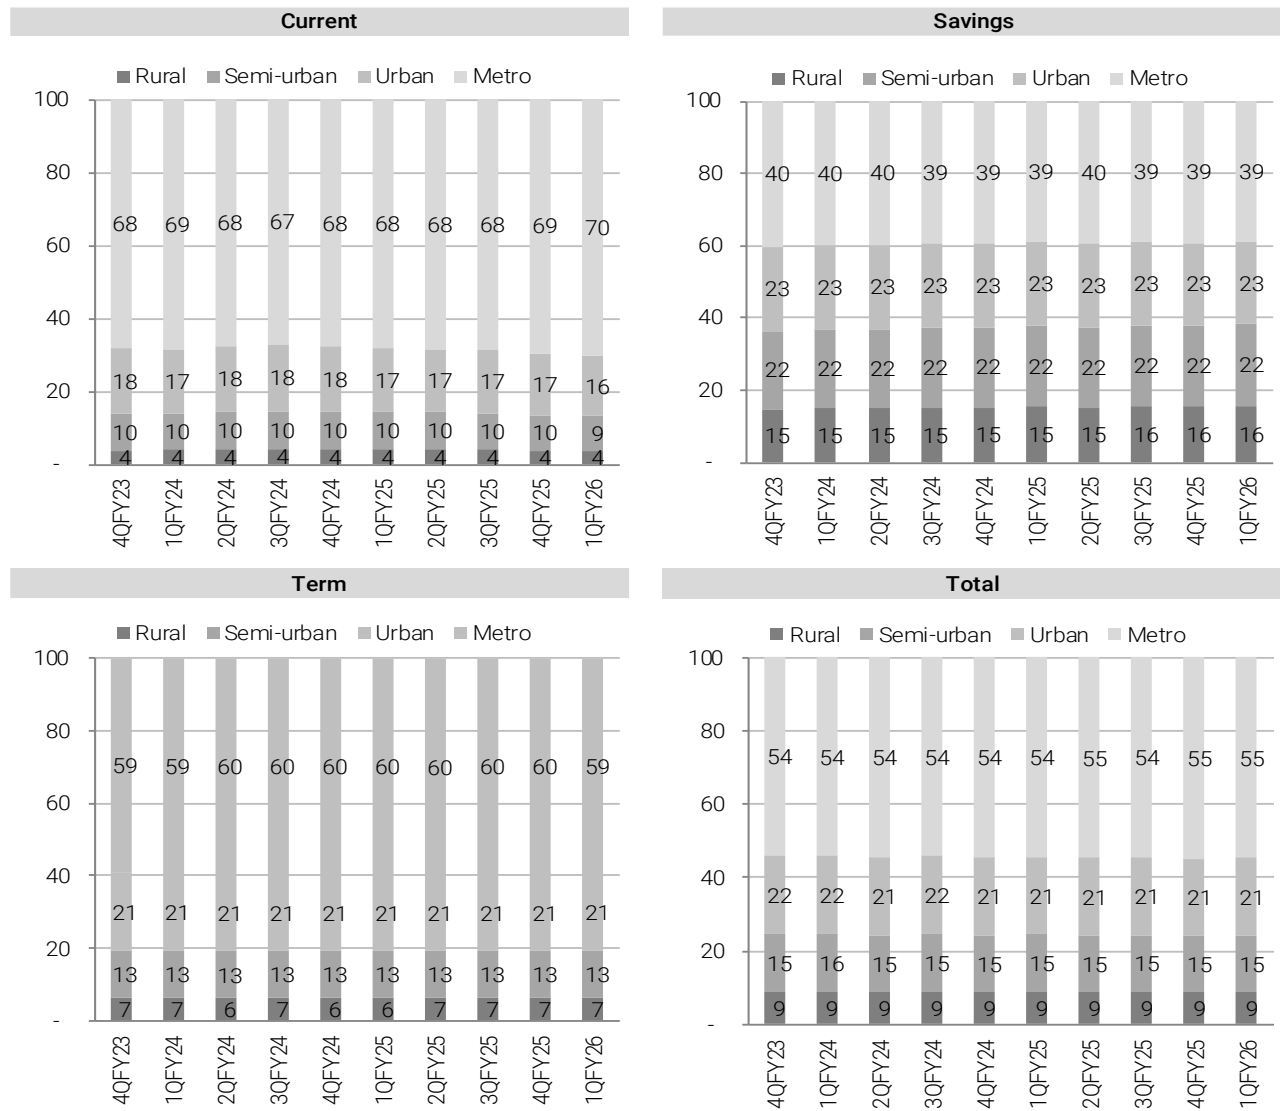 Current
Rural Semi-urban Urban Metro
100
80
60
40
20
-
68 69 68 67 68 68 68 68 69 70
18 17 18 18 18 17 17 17 17 16
10 10 10 10 10 10 10 10 10 9
4 4 4 4 4 4 4 4 4 4
4QFY23 1QFY24 2QFY24 3QFY24 4QFY24 1QFY25 2QFY25 3QFY25 4QFY25 1QFY26
Savings
Rural Semi-urban Urban Metro
100
80
60
40
20
-
40 40 40 39 39 39 40 39 39 39
23 23 23 23 23 23 23 23 23 23
22 22 22 22 22 22 22 22 22 22
15 15 15 15 15 15 15 16 16 16
4QFY23 1QFY24 2QFY24 3QFY24 4QFY24 1QFY25 2QFY25 3QFY25 4QFY25 1QFY26
Term
Rural Semi-urban Urban Metro
100
80
60
40
20
-
59 59 60 60 60 60 60 60 60 59
21 21 21 21 21 21 21 21 21 21
13 13 13 13 13 13 13 13 13 13
7 7 6 7 6 6 7 7 7 7
4QFY23 1QFY24 2QFY24 3QFY24 4QFY24 1QFY25 2QFY25 3QFY25 4QFY25 1QFY26
Total
Rural Semi-urban Urban Metro
100
80
60
40
20
-
54 54 54 54 54 54 55 54 55 55
22 22 21 22 21 21 21 21 21 21
15 16 15 15 15 15 15 15 15 15
9 9 9 9 9 9 9 9 9 9
4QFY23 1QFY24 2QFY24 3QFY24 4QFY24 1QFY25 2QFY25 3QFY25 4QFY25 1QFY26